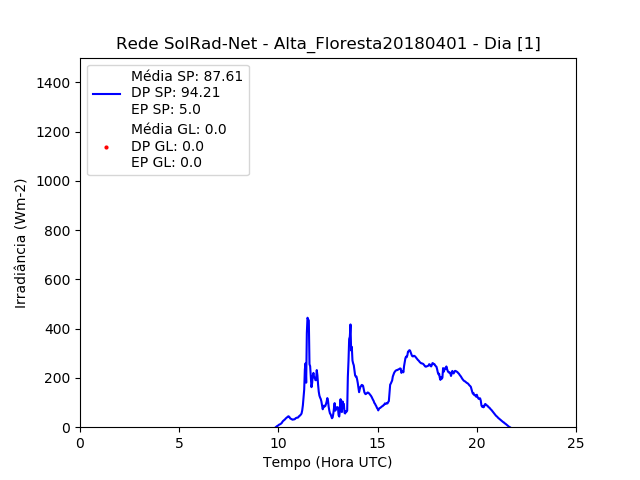 Rede SolRad-Net - Alta_Floresta20180401 - Dia [1]
Média SP: 87.61
DP SP: 94.21
EP SP: 5.0
Média GL: 0.0
DP GL: 0.0
EP GL: 0.0
Irradiância (Wm-2)
1400
1200
1000
800
600
400
200
0
0 5 10 15 20 25
Tempo (Hora UTC)